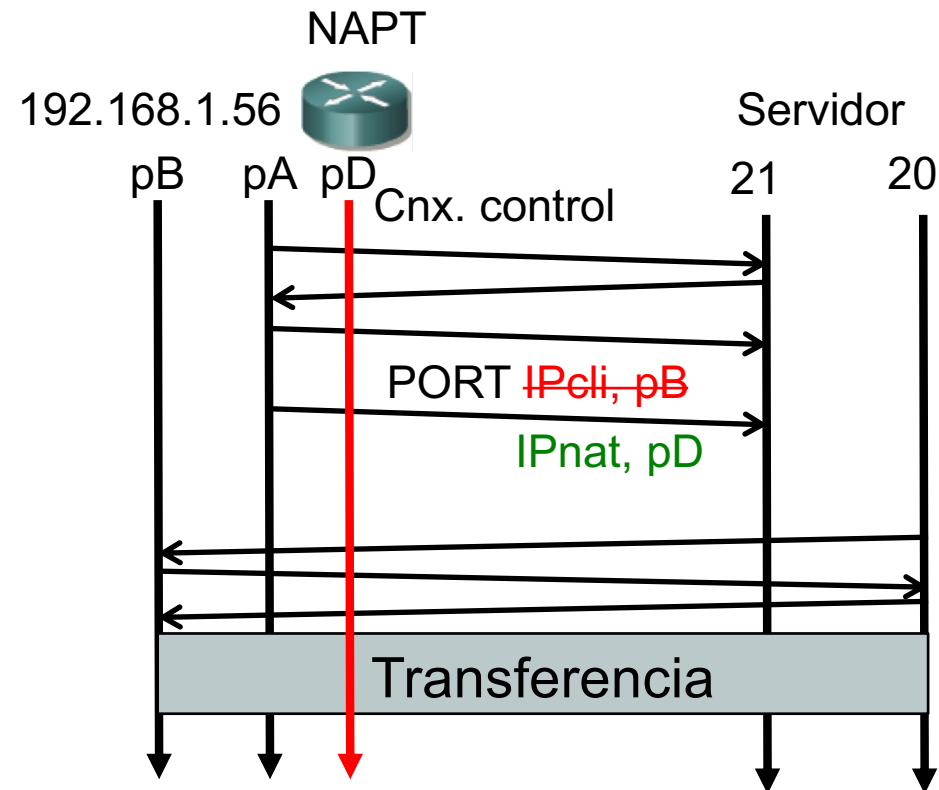 NAPT
192.168.1.56
Servidor
pB pA pD 21 20
Cnx. control
PORT IPcli, pB
IPnat, pD
Transferencia